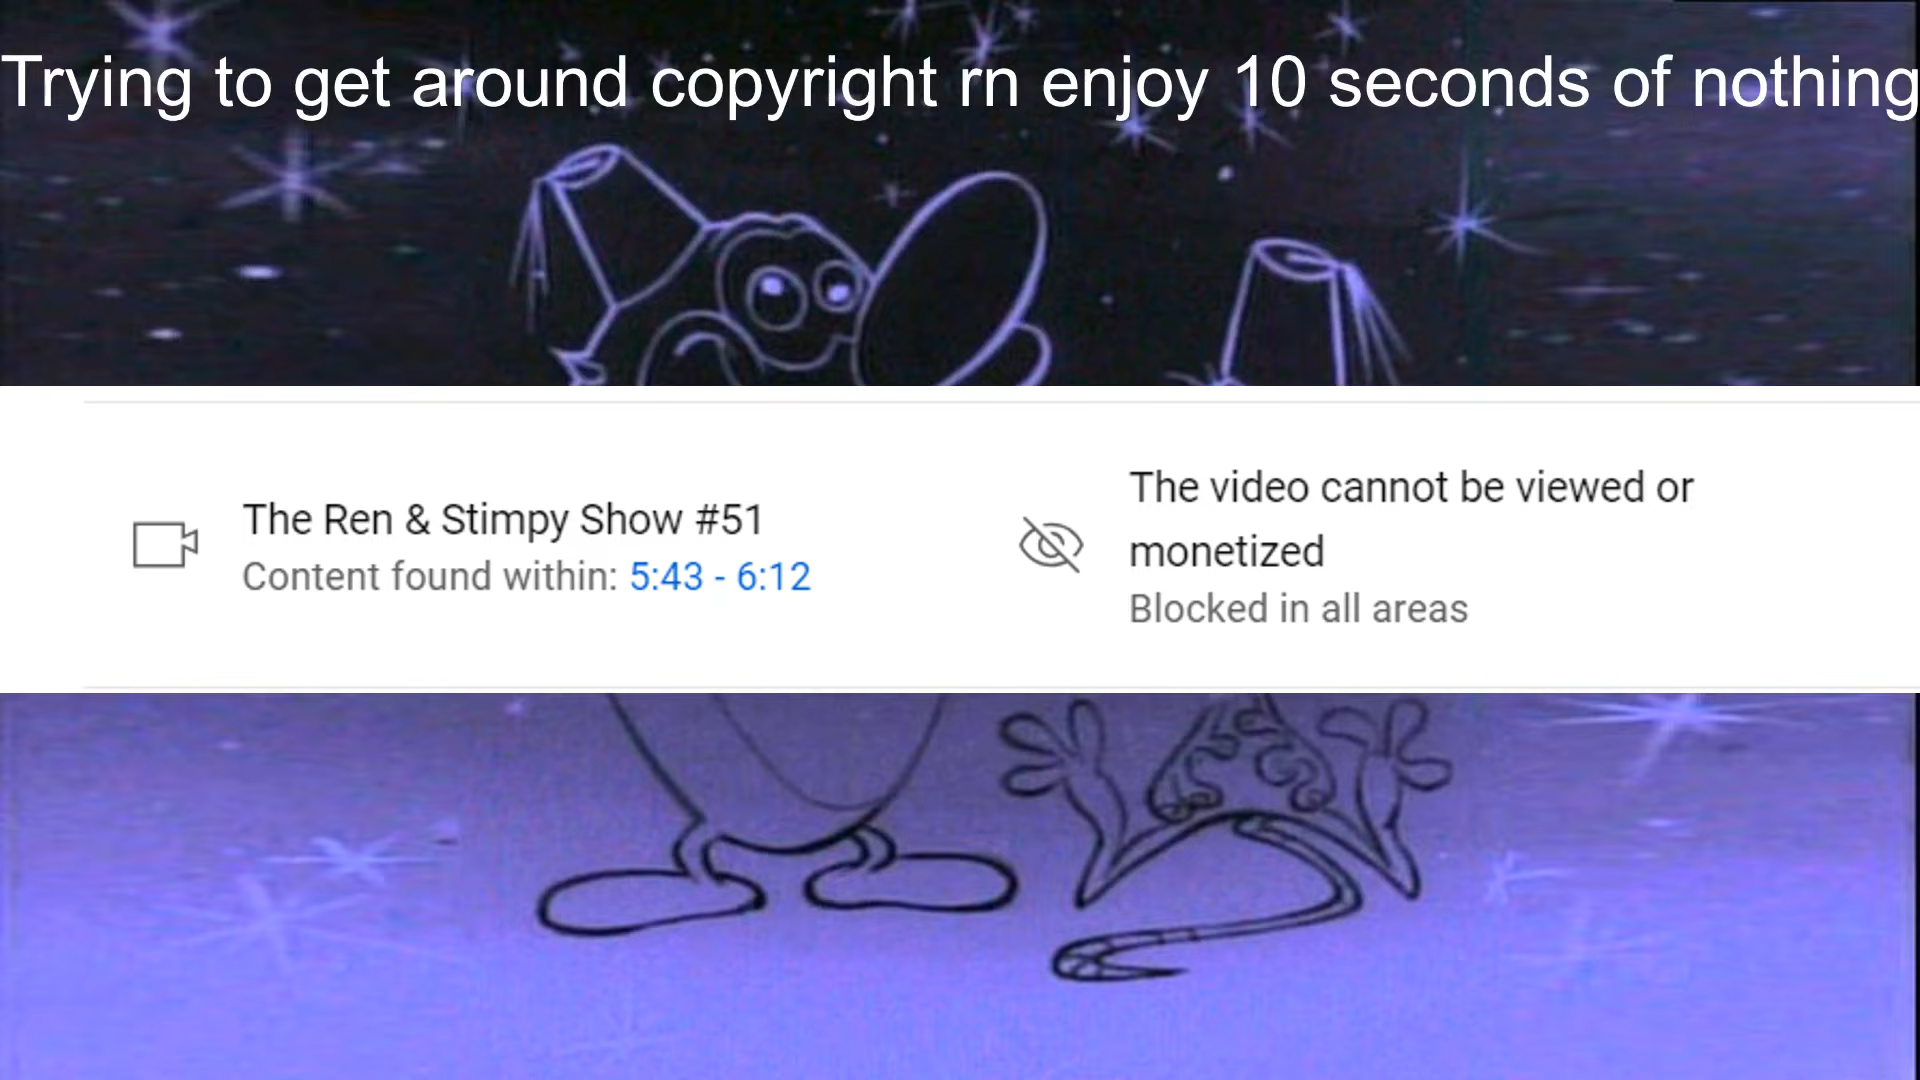 Trying to get around copyright rn enjoy 10 seconds of nothing
The Ren & Stimpy Show #51
Content found within: 5:43 - 6:12
The video cannot be viewed or
monetized
Blocked in all areas